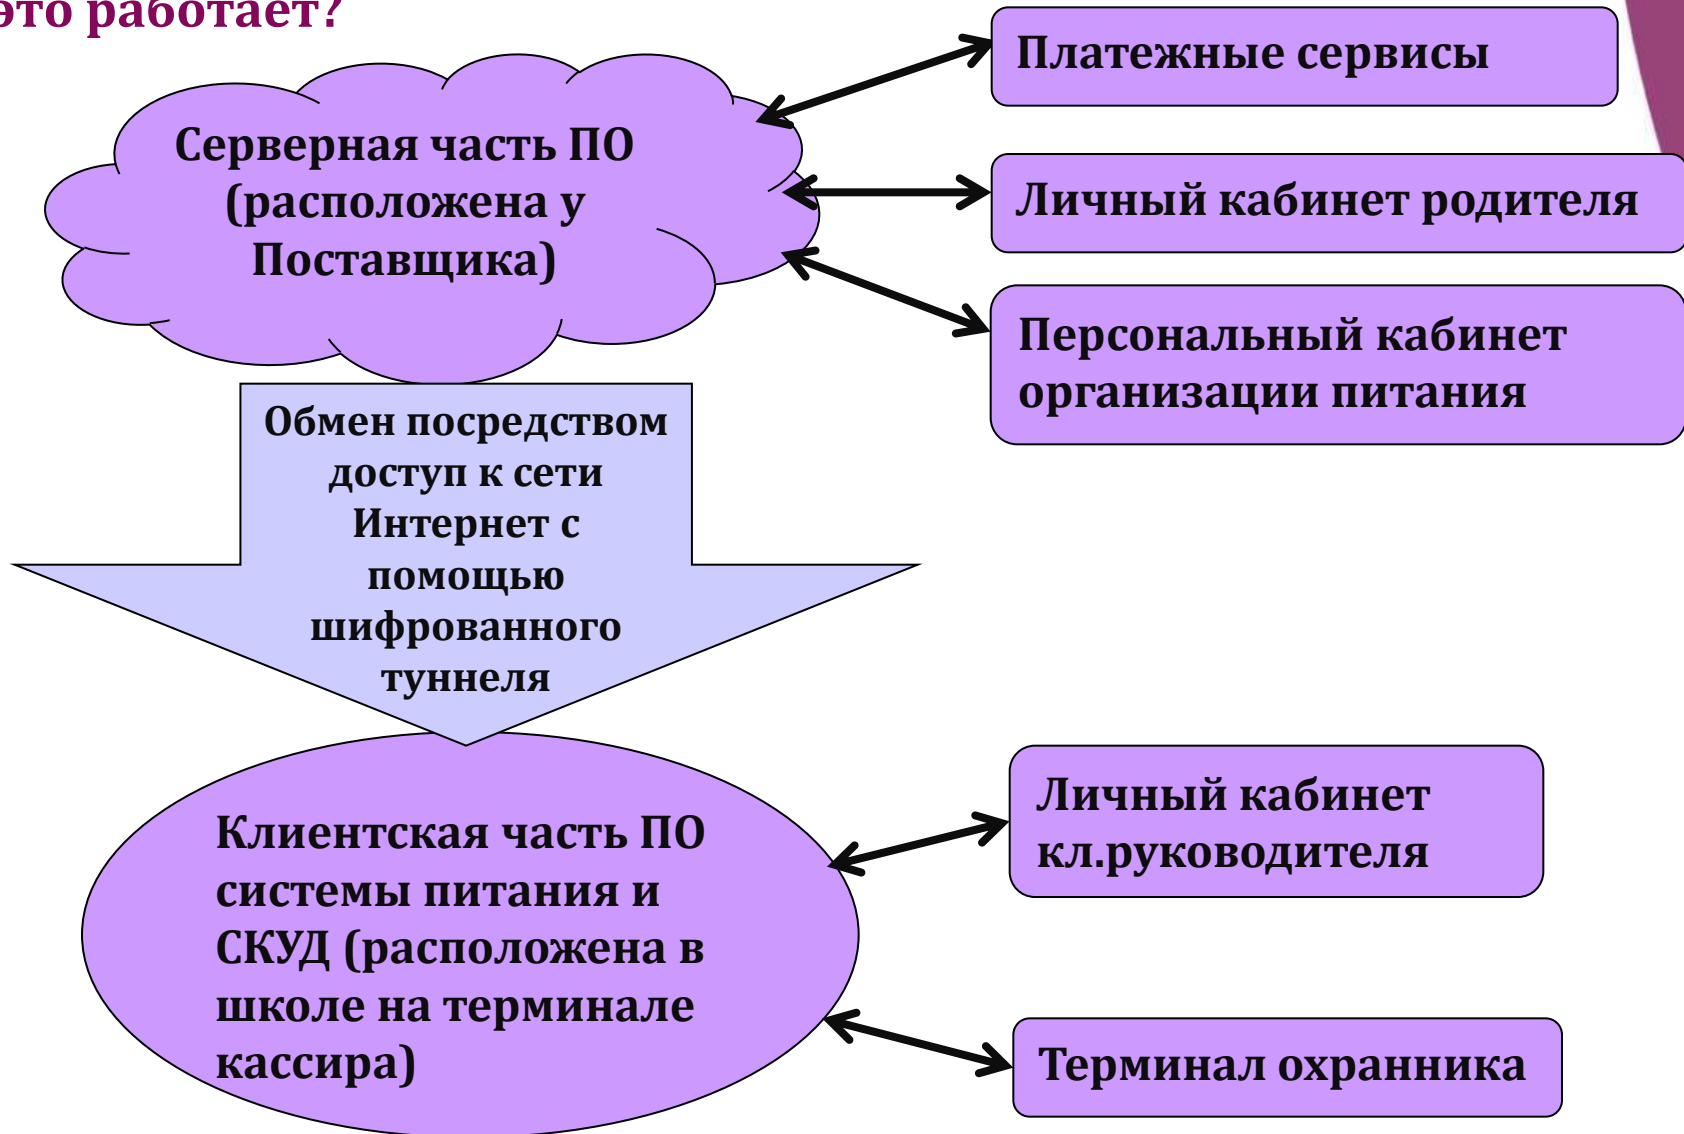 это работает?
Платежные сервисы
Серверная часть ПО
(расположена у
Поставщика)
Личный кабинет родителя
Персональный кабинет
организации питания
Обмен посредством
доступ к сети
Интернет с
помощью
шифрованного
туннеля
Клиентская часть ПО
системы питания и
СКУД (расположена в
школе на терминале
кассира)
Личный кабинет
кл.руководителя
Терминал охранника